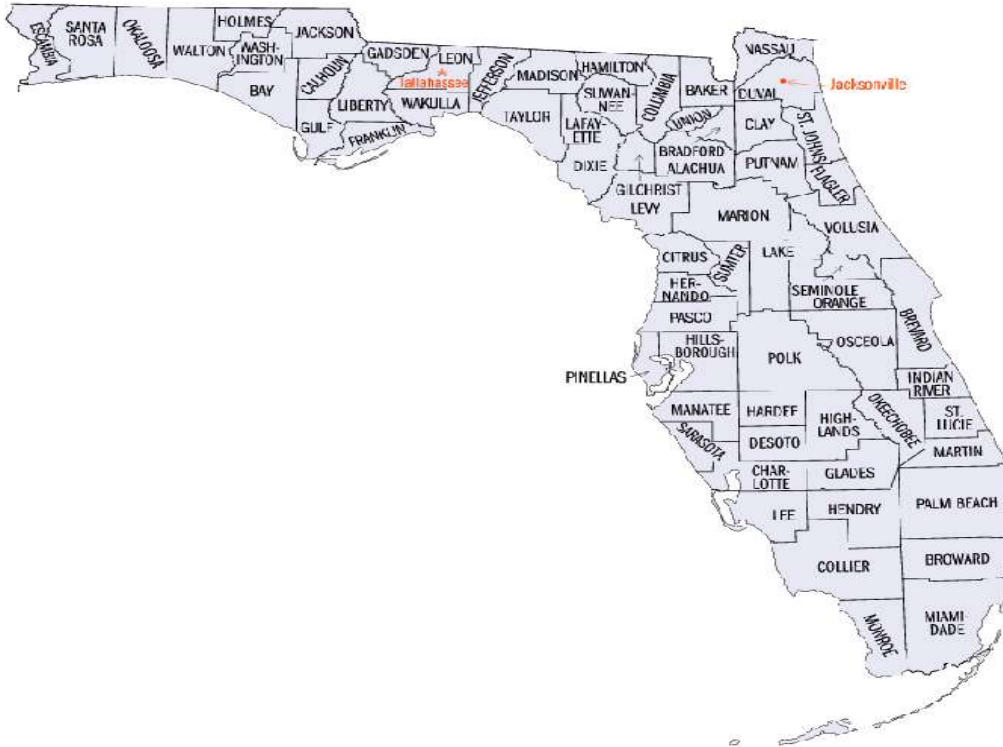 ESCAMBIA
SANTA
ROSA
OKALOOSA
WALTON
HOLMES
WASH-
INGTON
BAY
JACKSON
CALHOUN
GULF
LIBERTY
GADSDEN
FRANKLIN
LEON
Tallahassee
WAKULLA
JEFFERSON
MADISON
TAYLOR
HAMILTON
SUWAN-
NEE
LAFAY-
ETTE
DIXIE
COLUMBIA
BAKER
UNION
BRADFORD
ALACHUA
GILCHRIST
LEVY
NASSAU
DUVAL
Jacksonville
CLAY
ST. JOHNS
PUTNAM
FLAGLER
MARION
VOLUSIA
CITRUS
SUMTER
LAKE
HER-
NANDO
SEMINOLE
ORANGE
PASCO
BREVARD
HILLS-
BOROUGH
PINELLAS
POLK
OSCEOLA
INDIAN
RIVER
MANATEE
HARDEE
HIGH-
LANDS
OKEECHOBEE
ST.
LUCIE
SARASOTA
DESOTO
MARTIN
CHAR-
LOTTE
GLADES
LEE
HENDRY
PALM BEACH
COLLIER
BROWARD
MONROE
MIAMI-
DADE